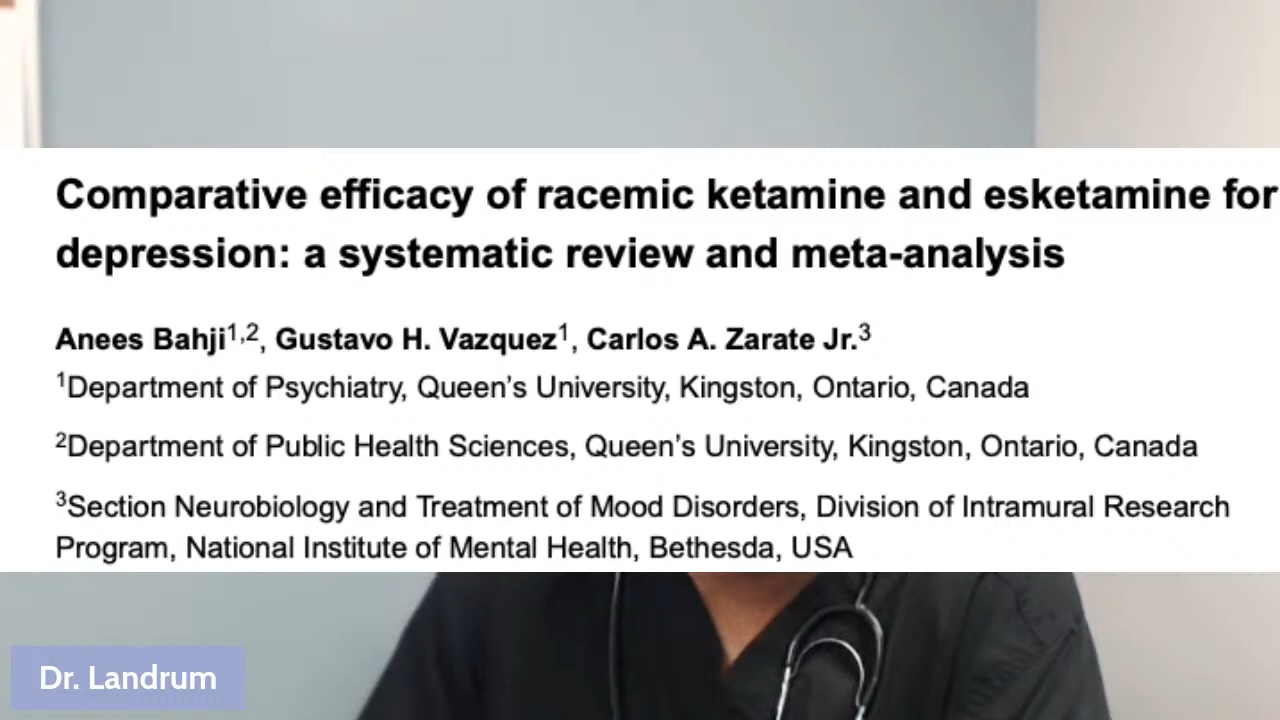 Comparative efficacy of racemic ketamine and esketamine for
depression: a systematic review and meta-analysis
Anees Bahji1,2, Gustavo H. Vazquez1, Carlos A. Zarate Jr.3
1Department of Psychiatry, Queen’s University, Kingston, Ontario, Canada
2Department of Public Health Sciences, Queen’s University, Kingston, Ontario, Canada
3Section Neurobiology and Treatment of Mood Disorders, Division of Intramural Research
Program, National Institute of Mental Health, Bethesda, USA
Dr. Landrum